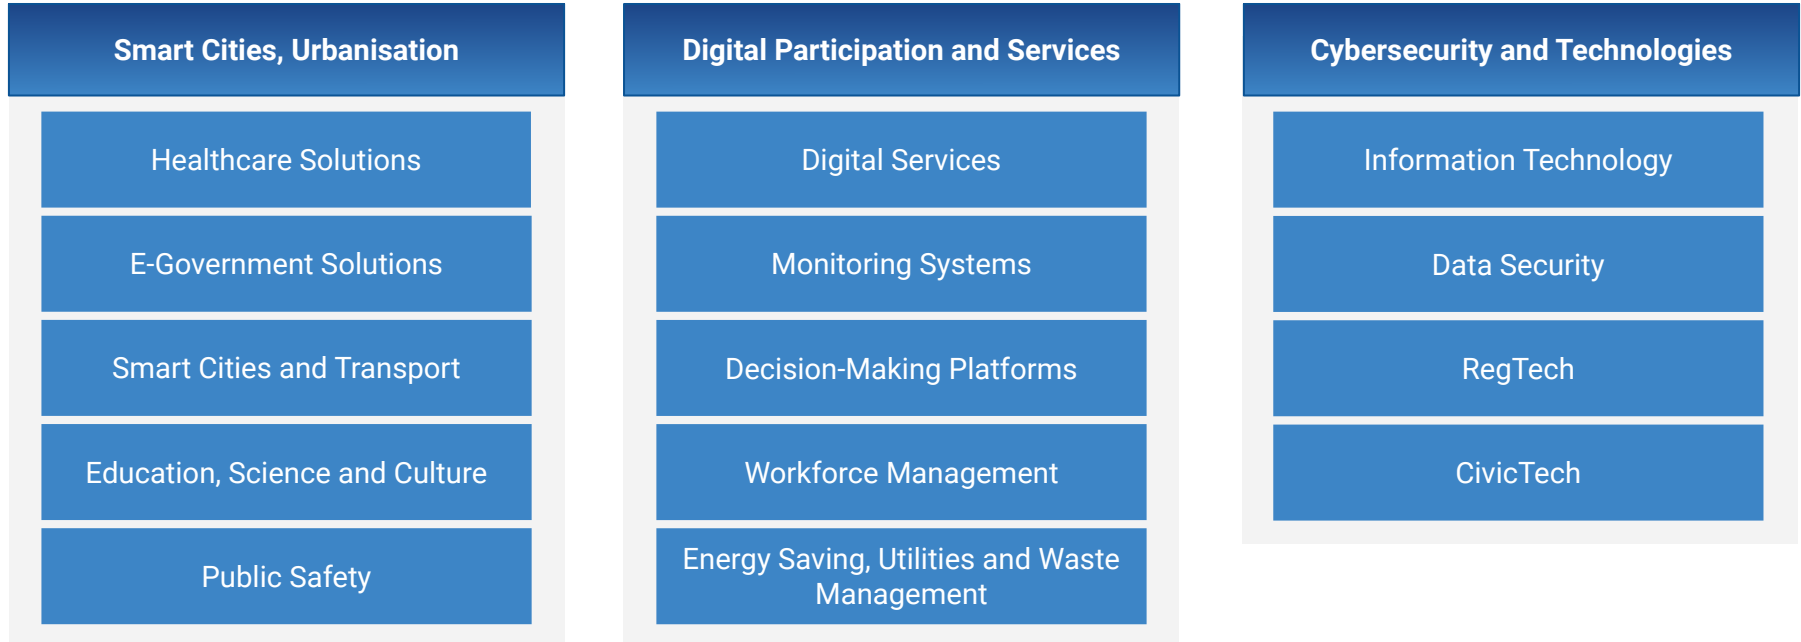 Smart Cities, Urbanisation
Healthcare Solutions
E-Government Solutions
Smart Cities and Transport
Education, Science and Culture
Public Safety
Digital Participation and Services
Digital Services
Monitoring Systems
Decision-Making Platforms
Workforce Management
Energy Saving, Utilities and Waste
Management
Cybersecurity and Technologies
Information Technology
Data Security
RegTech
CivicTech